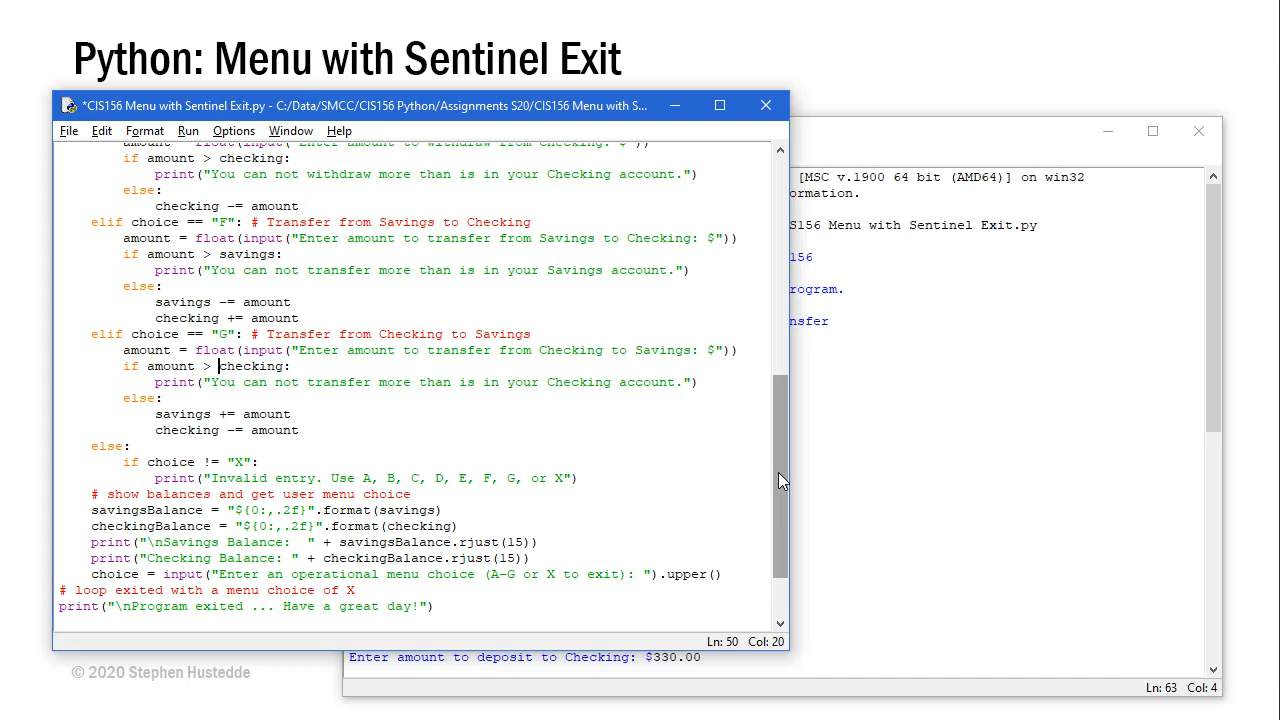 Python: Menu with Sentinel Exit
*CIS156 Menu with Sentinel Exit.py - C:/Data/SMCC/CIS156 Python/Assignments S20/CIS156 Menu with S...
File Edit Format Run Options Window Help
amount = float(input("Enter amount to withdraw from Checking: $"))
if amount > checking:
print("You can not withdraw more than is in your Checking account.")
else:
checking -= amount
elif choice == "F": # Transfer from Savings to Checking
amount = float(input("Enter amount to transfer from Savings to Checking: $"))
if amount > savings:
print("You can not transfer more than is in your Savings account.")
else:
savings -= amount
checking += amount
elif choice == "G": # Transfer from Checking to Savings
amount = float(input("Enter amount to transfer from Checking to Savings: $"))
if amount > checking:
print("You can not transfer more than is in your Checking account.")
else:
savings += amount
checking -= amount
else:
if choice != "X":
print("Invalid entry. Use A, B, C, D, E, F, G, or X")
# show balances and get user menu choice
savingsBalance = "${0:,.2f}".format(savings)
checkingBalance = "${0:,.2f}".format(checking)
print("\nSavings Balance:  " + savingsBalance.rjust(15))
print("Checking Balance: " + checkingBalance.rjust(15))
choice = input("Enter an operational menu choice (A-G or X to exit): ").upper()
# loop exited with a menu choice of X
print("\nProgram exited ... Have a great day!")
Ln: 50 Col: 20
[MSC v.1900 64 bit (AMD64)] on win32
ormation.
S156 Menu with Sentinel Exit.py
156
rogram.
nsfer
Enter amount to deposit to Checking: $330.00
Ln: 63 Col: 4
© 2020 Stephen Hustedde